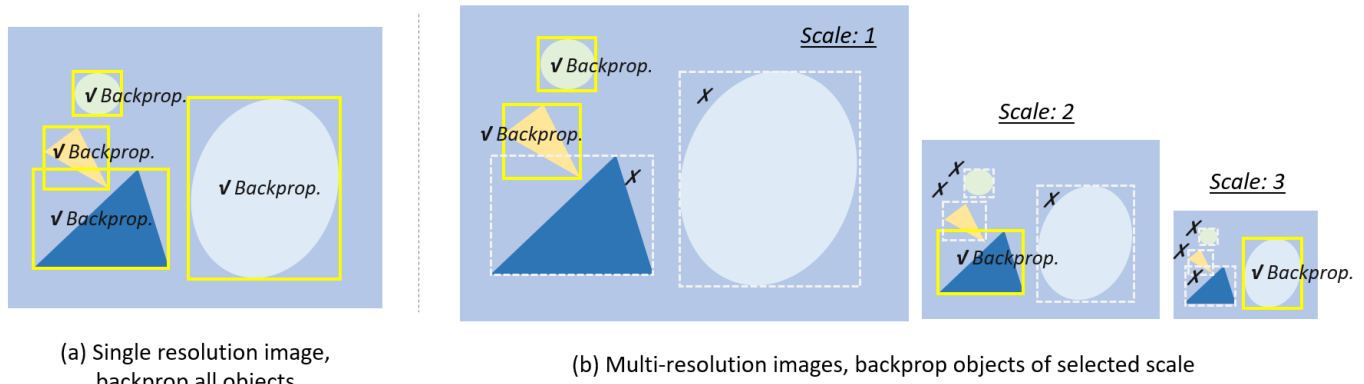 √ Backprop.
√ Backprop.
√ Backprop.
√ Backprop.
(a) Single resolution image,
backprop all objects
Scale: 1
√ Backprop.
✗
√ Backprop.
✗
Scale: 2
✗
✗
✗
√ Backprop.
Scale: 3
✗
✗
✗
√ Backprop.
(b) Multi-resolution images, backprop objects of selected scale